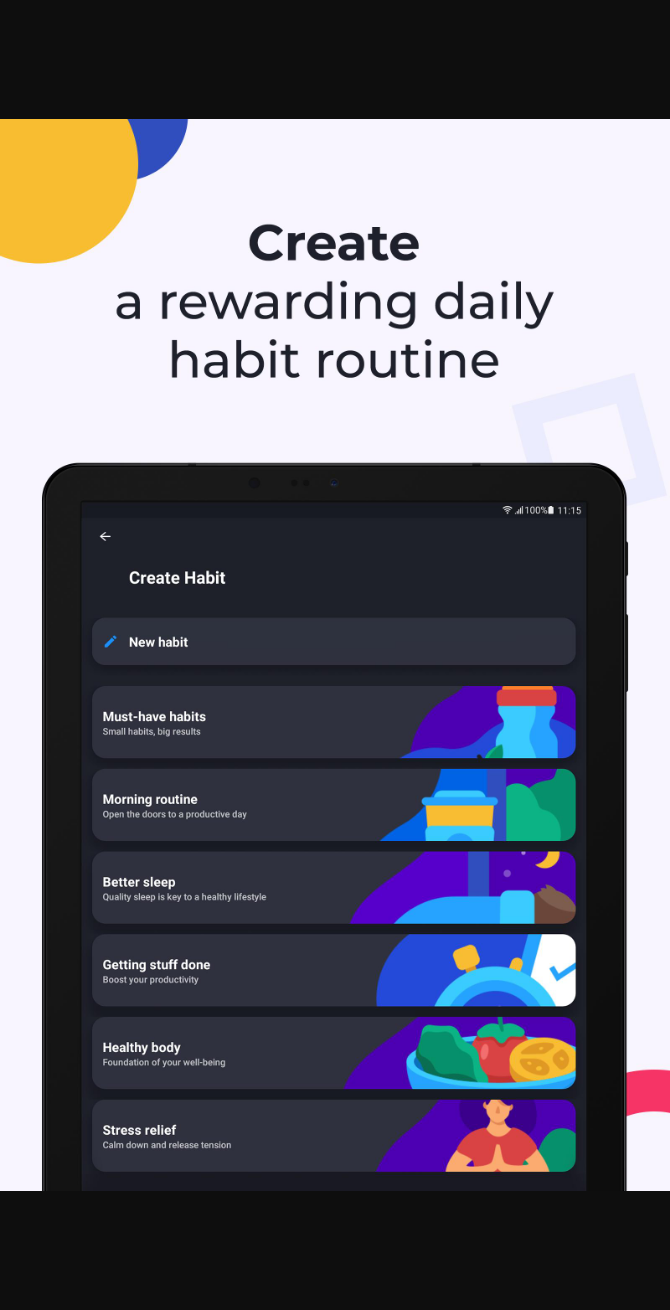 Create
a rewarding daily
habit routine
100% 11:15
Create Habit
New habit
Must-have habits
Small habits, big results
Morning routine
Open the doors to a productive day
Better sleep
Quality sleep is key to a healthy lifestyle
Getting stuff done
Boost your productivity
Healthy body
Foundation of your well-being
Stress relief
Calm down and release tension